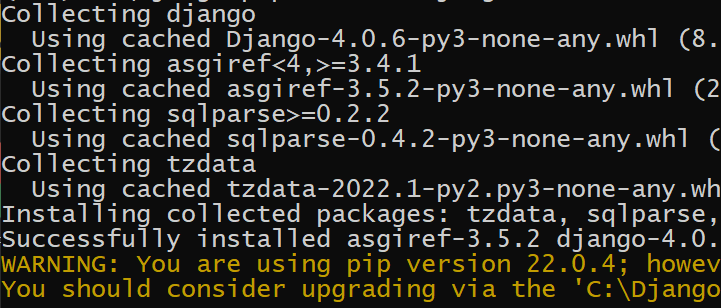 Collecting django
  Using cached Django-4.0.6-py3-none-any.whl (8.
Collecting asgiref<4,>=3.4.1
  Using cached asgiref-3.5.2-py3-none-any.whl (2
Collecting sqlparse>=0.2.2
  Using cached sqlparse-0.4.2-py3-none-any.whl (
Collecting tzdata
  Using cached tzdata-2022.1-py2.py3-none-any.wh
Installing collected packages: tzdata, sqlparse,
Successfully installed asgiref-3.5.2 django-4.0.
WARNING: You are using pip version 22.0.4; howev
You should consider upgrading via the 'C:\Django